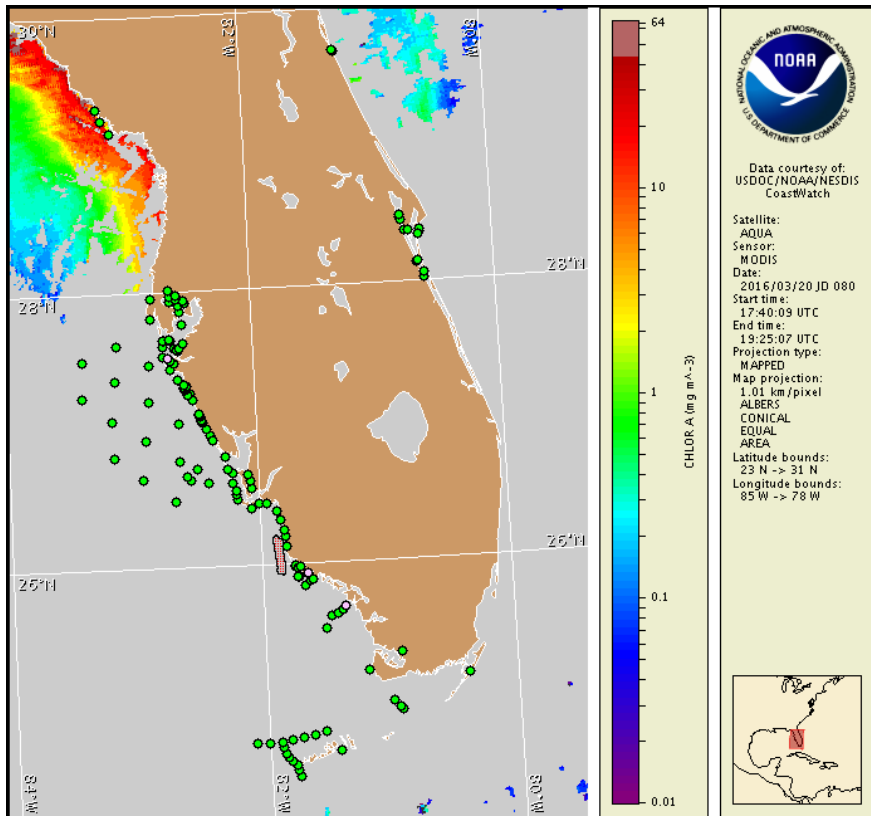 30°N
82°W
80°W
28°N
28°N
26°N
26°N
84°W
82°W
80°W
64
10
1
0.1
0.01
CHLOR A (mg m^-3)
NATIONAL OCEANIC AND ATMOSPHERIC ADMINISTRATION
NOAA
U.S. DEPARTMENT OF COMMERCE
Data courtesy of:
USDOC/NOAA/NESDIS
CoastWatch
Satellite:
AQUA
Sensor:
MODIS
Date:
2016/03/20 JD 080
Start time:
17:40:09 UTC
End time:
19:25:07 UTC
Projection type:
MAPPED
Map projection:
1.01 km/pixel
ALBERS
CONICAL
EQUAL
AREA
Latitude bounds:
23 N -> 31 N
Longitude bounds:
85 W -> 78 W